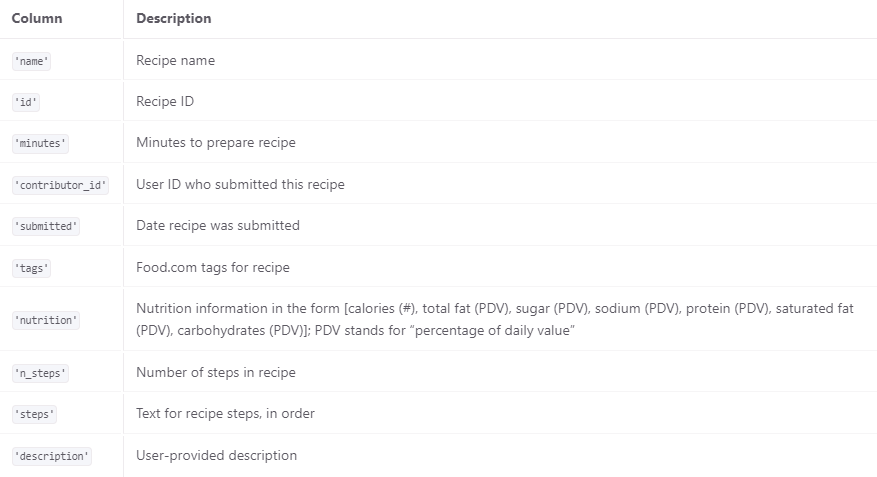 Column Description
'name' Recipe name
'id' Recipe ID
'minutes' Minutes to prepare recipe
'contributor_id' User ID who submitted this recipe
'submitted' Date recipe was submitted
'tags' Food.com tags for recipe
'nutrition' Nutrition information in the form [calories (#), total fat (PDV), sugar (PDV), sodium (PDV), protein (PDV), saturated fat
(PDV), carbohydrates (PDV)]; PDV stands for “percentage of daily value”
'n_steps' Number of steps in recipe
'steps' Text for recipe steps, in order
'description' User-provided description